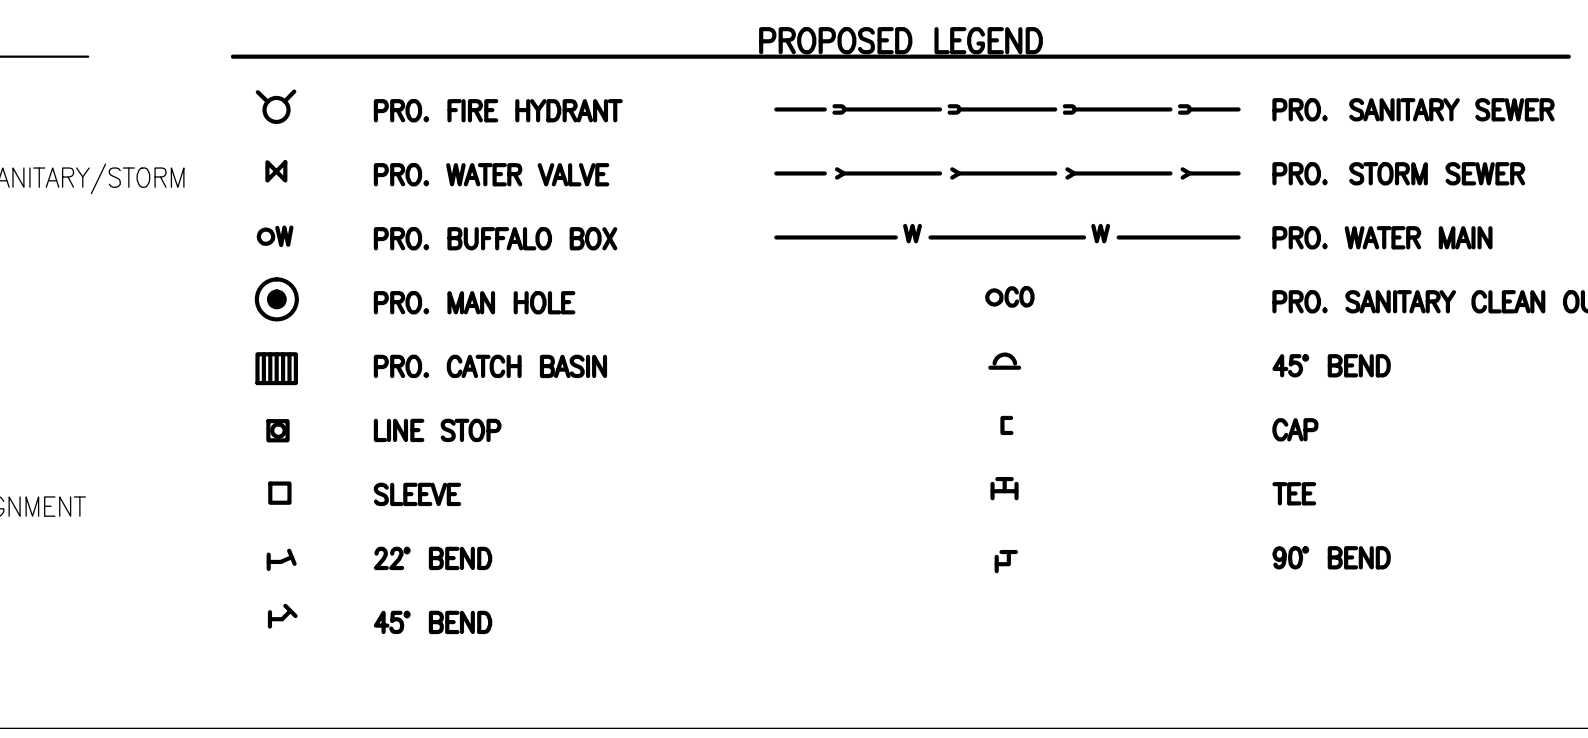 PROPOSED LEGEND
PRO. FIRE HYDRANT
PRO. WATER VALVE
OW PRO. BUFFALO BOX
PRO. MAN HOLE
PRO. CATCH BASIN
LINE STOP
SLEEVE
22° BEND
45° BEND
PRO. SANITARY SEWER
PRO. STORM SEWER
W W PRO. WATER MAIN
OCO PRO. SANITARY CLEAN OU
45° BEND
CAP
TEE
90° BEND
ANITARY/STORM
GNMENT